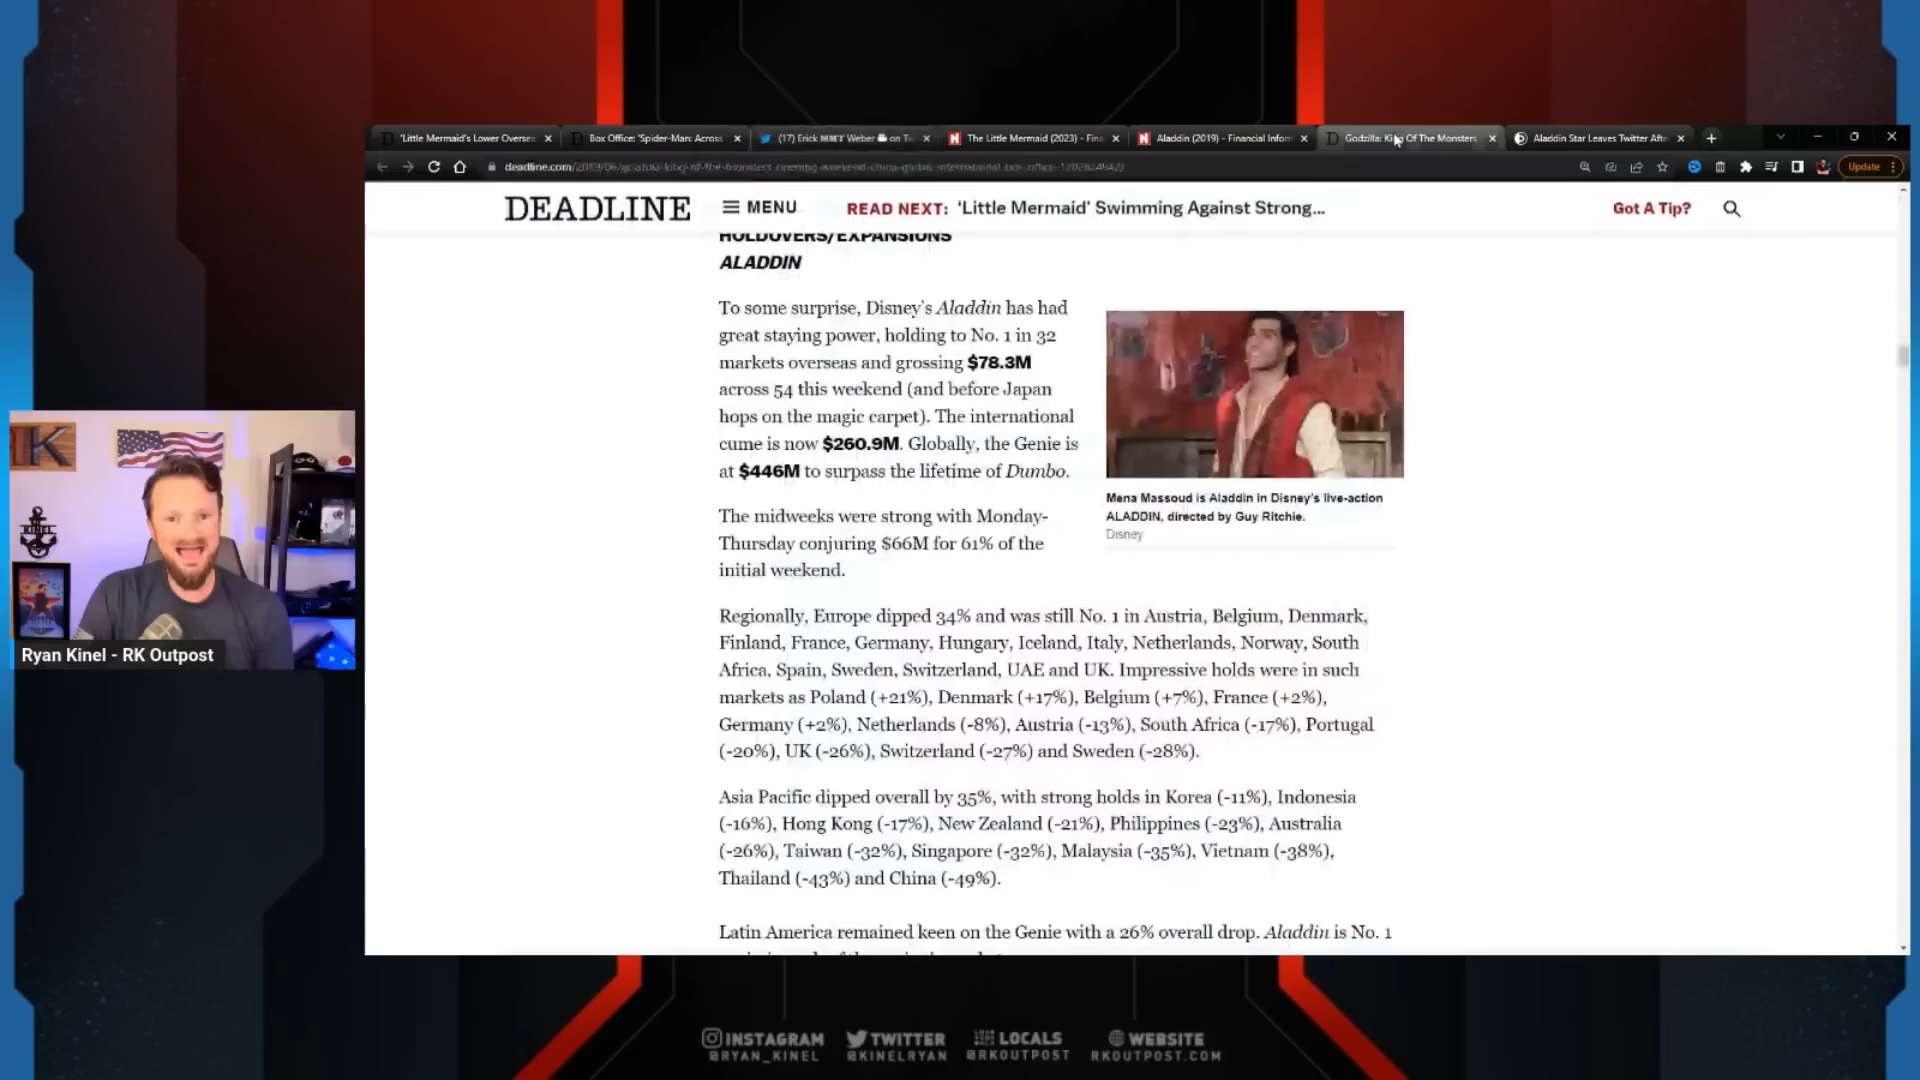 'Little Mermaid's Lower Oversea
Box Office: 'Spider-Man: Across
(17) Erick MMT Weber on Tw
The Little Mermaid (2023) - Fina
Aladdin (2019) - Financial Inform
Godzilla: King Of The Monsters
Aladdin Star Leaves Twitter Afte
deadline.com/2019/06/
Update
DEADLINE
MENU
READ NEXT: 'Little Mermaid' Swimming Against Strong...
Got A Tip?
HOLDOVERS/EXPANSIONS
ALADDIN
To some surprise, Disney's Aladdin has had
great staying power, holding to No. 1 in 32
markets overseas and grossing $78.3M
across 54 this weekend (and before Japan
hops on the magic carpet). The international
cume is now $260.9M. Globally, the Genie is
at $446M to surpass the lifetime of Dumbo.
The midweeks were strong with Monday-
Thursday conjuring $66M for 61% of the
initial weekend.
Mena Massoud is Aladdin in Disney's live-action
ALADDIN, directed by Guy Ritchie.
Disney
Regionally, Europe dipped 34% and was still No. 1 in Austria, Belgium, Denmark,
Finland, France, Germany, Hungary, Iceland, Italy, Netherlands, Norway, South
Africa, Spain, Sweden, Switzerland, UAE and UK. Impressive holds were in such
markets as Poland (+21%), Denmark (+17%), Belgium (+7%), France (+2%),
Germany (+2%), Netherlands (-8%), Austria (-13%), South Africa (-17%), Portugal
(-20%), UK (-26%), Switzerland (-27%) and Sweden (-28%).
Asia Pacific dipped overall by 35%, with strong holds in Korea (-11%), Indonesia
(-16%), Hong Kong (-17%), New Zealand (-21%), Philippines (-23%), Australia
(-26%), Taiwan (-32%), Singapore (-32%), Malaysia (-35%), Vietnam (-38%),
Thailand (-43%) and China (-49%).
Latin America remained keen on the Genie with a 26% overall drop. Aladdin is No. 1
K
KINEL
Ryan Kinel - RK Outpost
INSTAGRAM
@RYAN_KINEL
TWITTER
@KINELRYAN
LOCALS
@RKOUTPOST
WEBSITE
RKOUTPOST.COM